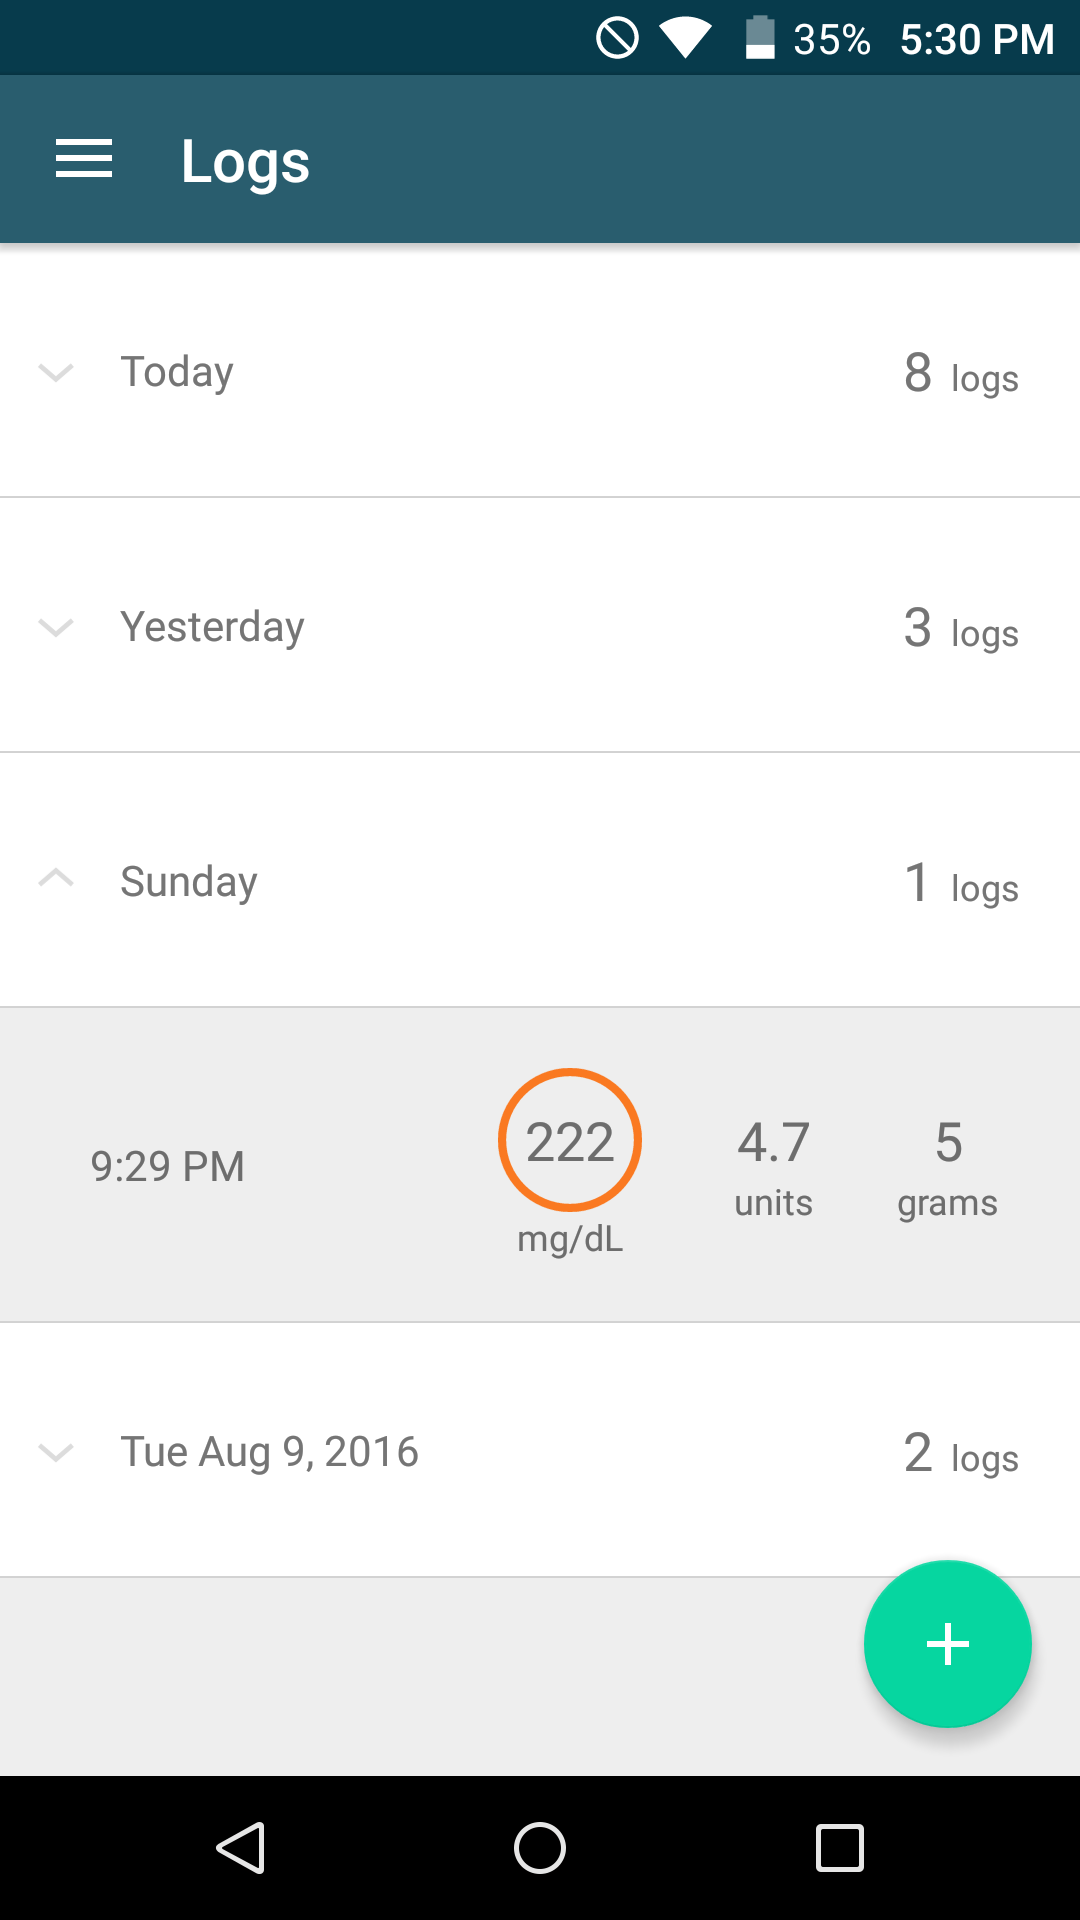 35% 5:30 PM
Logs
Today 8 logs
Yesterday 3 logs
Sunday 1 logs
9:29 PM 222 mg/dL 4.7 units 5 grams
Tue Aug 9, 2016 2 logs